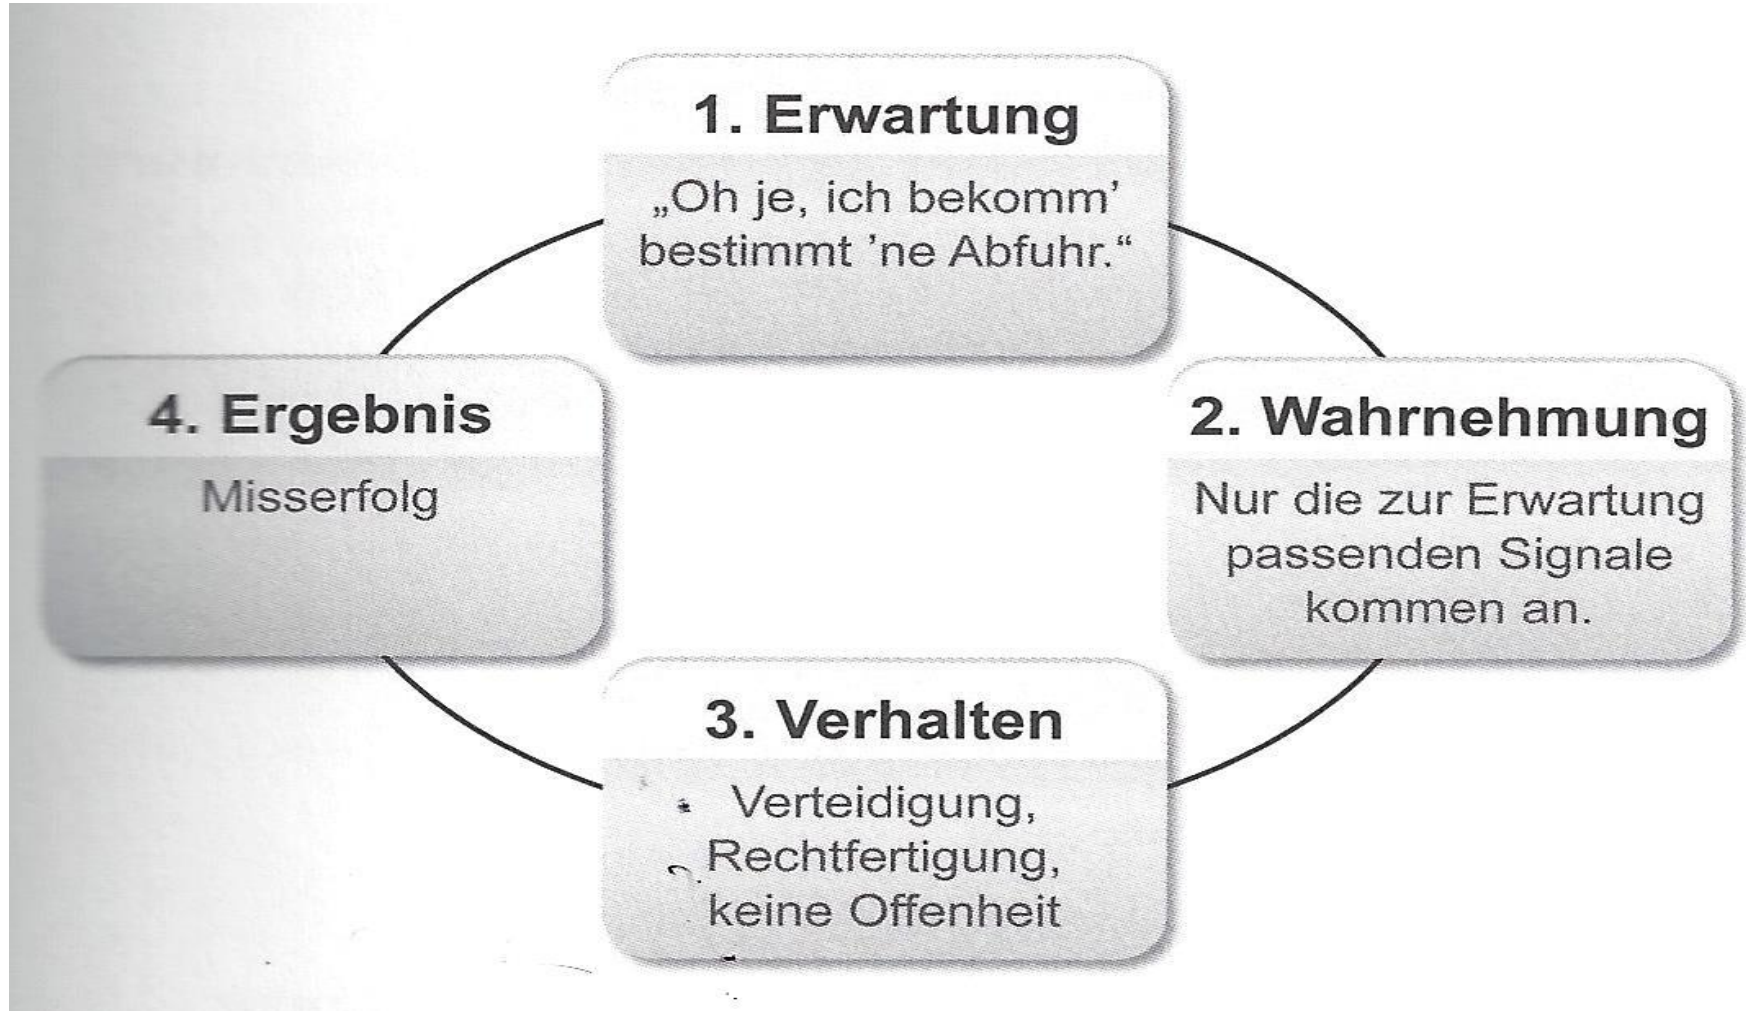 1. Erwartung
„Oh je, ich bekomm’
bestimmt ’ne Abfuhr.“
2. Wahrnehmung
Nur die zur Erwartung
passenden Signale
kommen an.
3. Verhalten
Verteidigung,
Rechtfertigung,
keine Offenheit
4. Ergebnis
Misserfolg